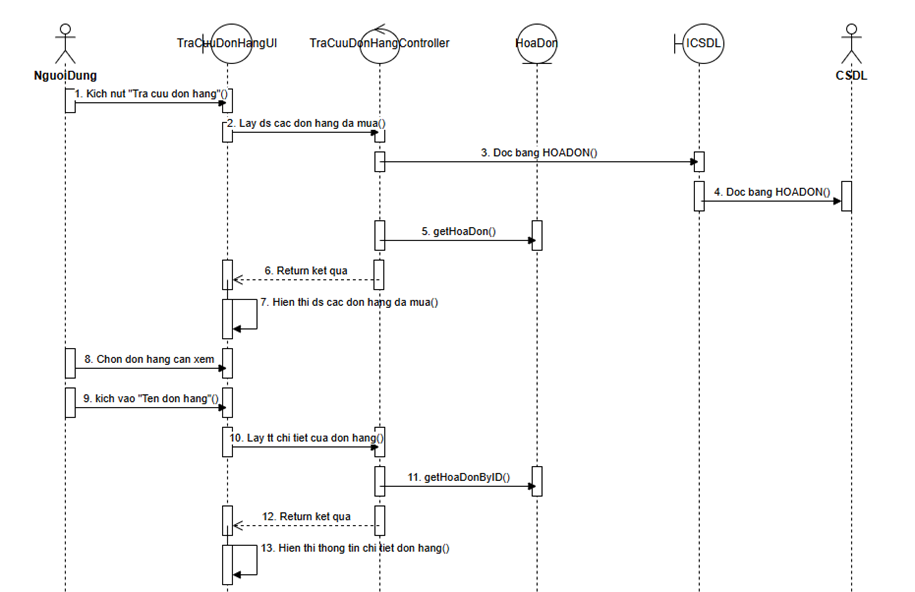 TraCuuDonHangUI
TraCuuDonHangController
HoaDon
ICSDL
NguoiDung
CSDL
1. Kich nut "Tra cuu don hang"()
2. Lay ds cac don hang da mua()
3. Doc bang HOADON()
4. Doc bang HOADON()
5. getHoaDon()
6. Return ket qua
7. Hien thi ds cac don hang da mua()
8. Chon don hang can xem
9. kich vao "Ten don hang"()
10. Lay tt chi tiet cua don hang()
11. getHoaDonByID()
12. Return ket qua
13. Hien thi thong tin chi tiet don hang()